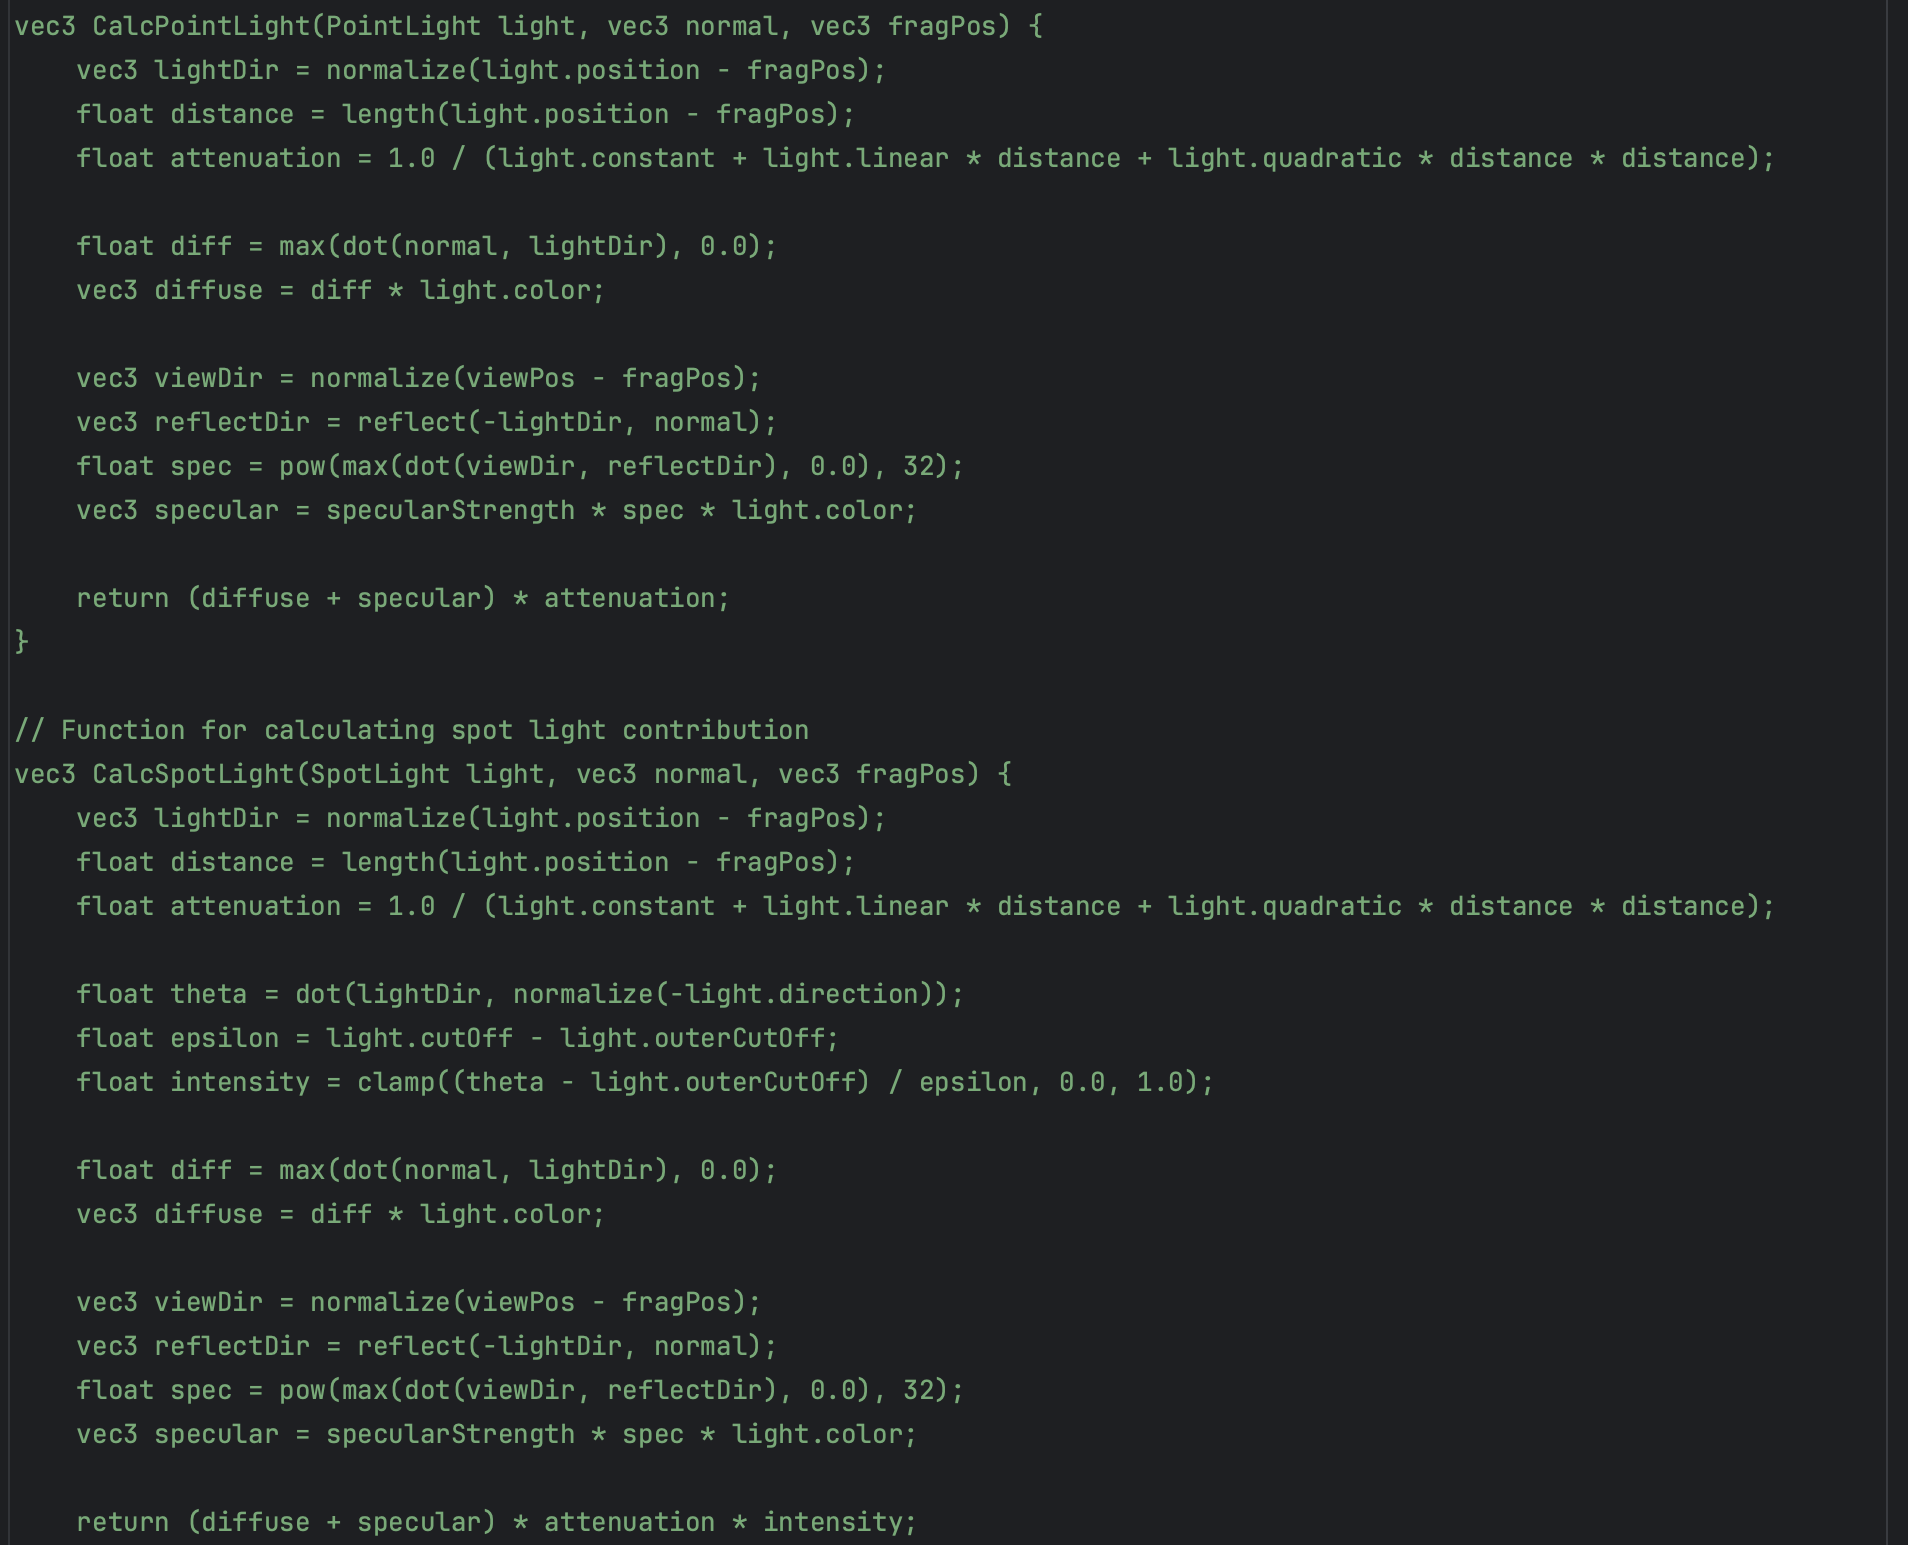 vec3 CalcPointLight(PointLight light, vec3 normal, vec3 fragPos) {
    vec3 lightDir = normalize(light.position - fragPos);
    float distance = length(light.position - fragPos);
    float attenuation = 1.0 / (light.constant + light.linear * distance + light.quadratic * distance * distance);

    float diff = max(dot(normal, lightDir), 0.0);
    vec3 diffuse = diff * light.color;

    vec3 viewDir = normalize(viewPos - fragPos);
    vec3 reflectDir = reflect(-lightDir, normal);
    float spec = pow(max(dot(viewDir, reflectDir), 0.0), 32);
    vec3 specular = specularStrength * spec * light.color;

    return (diffuse + specular) * attenuation;
}

// Function for calculating spot light contribution
vec3 CalcSpotLight(SpotLight light, vec3 normal, vec3 fragPos) {
    vec3 lightDir = normalize(light.position - fragPos);
    float distance = length(light.position - fragPos);
    float attenuation = 1.0 / (light.constant + light.linear * distance + light.quadratic * distance * distance);

    float theta = dot(lightDir, normalize(-light.direction));
    float epsilon = light.cutOff - light.outerCutOff;
    float intensity = clamp((theta - light.outerCutOff) / epsilon, 0.0, 1.0);

    float diff = max(dot(normal, lightDir), 0.0);
    vec3 diffuse = diff * light.color;

    vec3 viewDir = normalize(viewPos - fragPos);
    vec3 reflectDir = reflect(-lightDir, normal);
    float spec = pow(max(dot(viewDir, reflectDir), 0.0), 32);
    vec3 specular = specularStrength * spec * light.color;

    return (diffuse + specular) * attenuation * intensity;